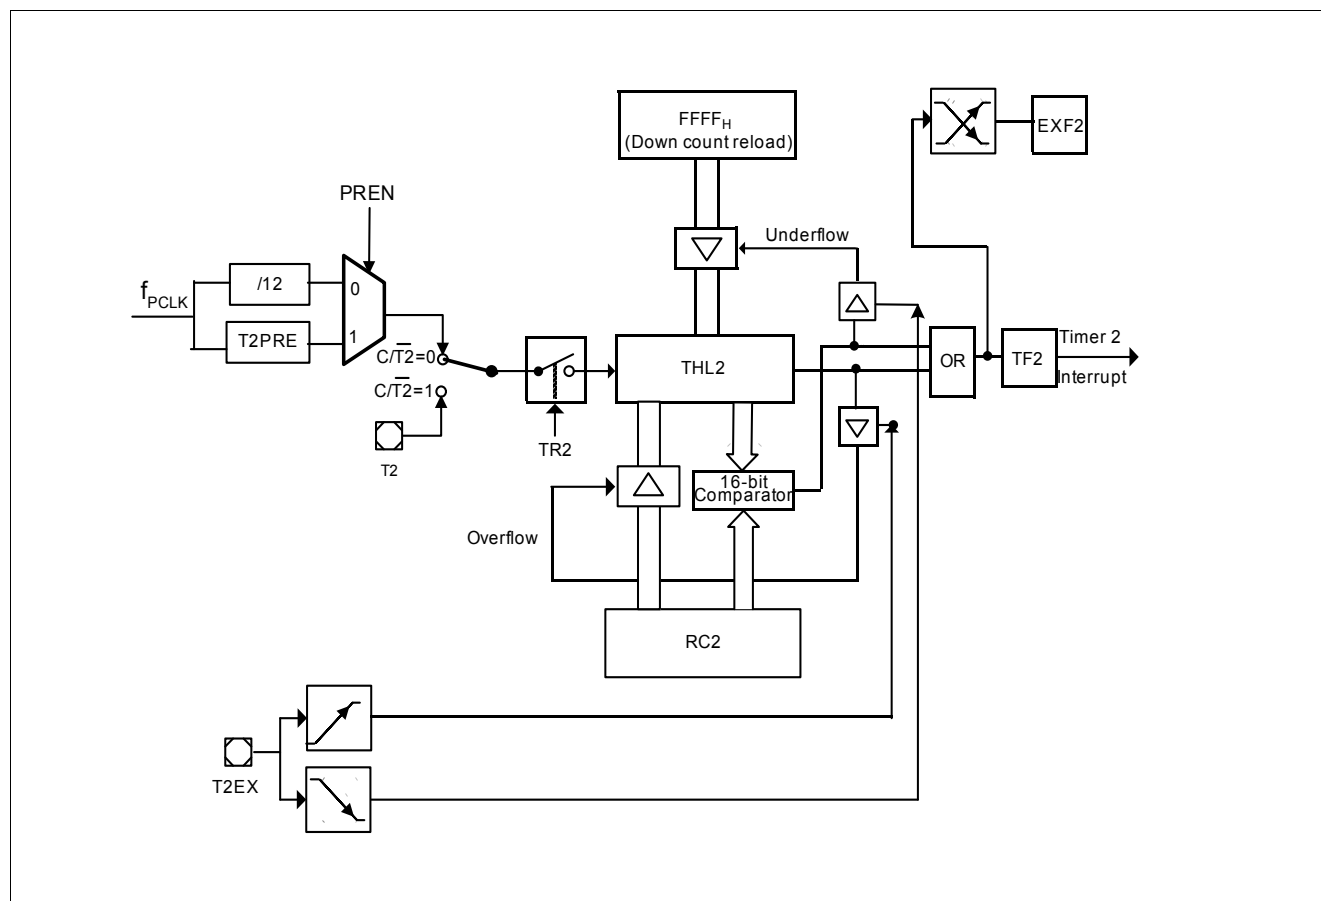 FFFFH
(Down count reload)
EXF2
PREN
Underflow
/12
0
fPCLK
T2PRE
1
C/T2=0
C/T2=1
T2
TR2
THL2
OR
TF2
Timer 2
Interrupt
16-bit
Comparator
Overflow
RC2
T2EX